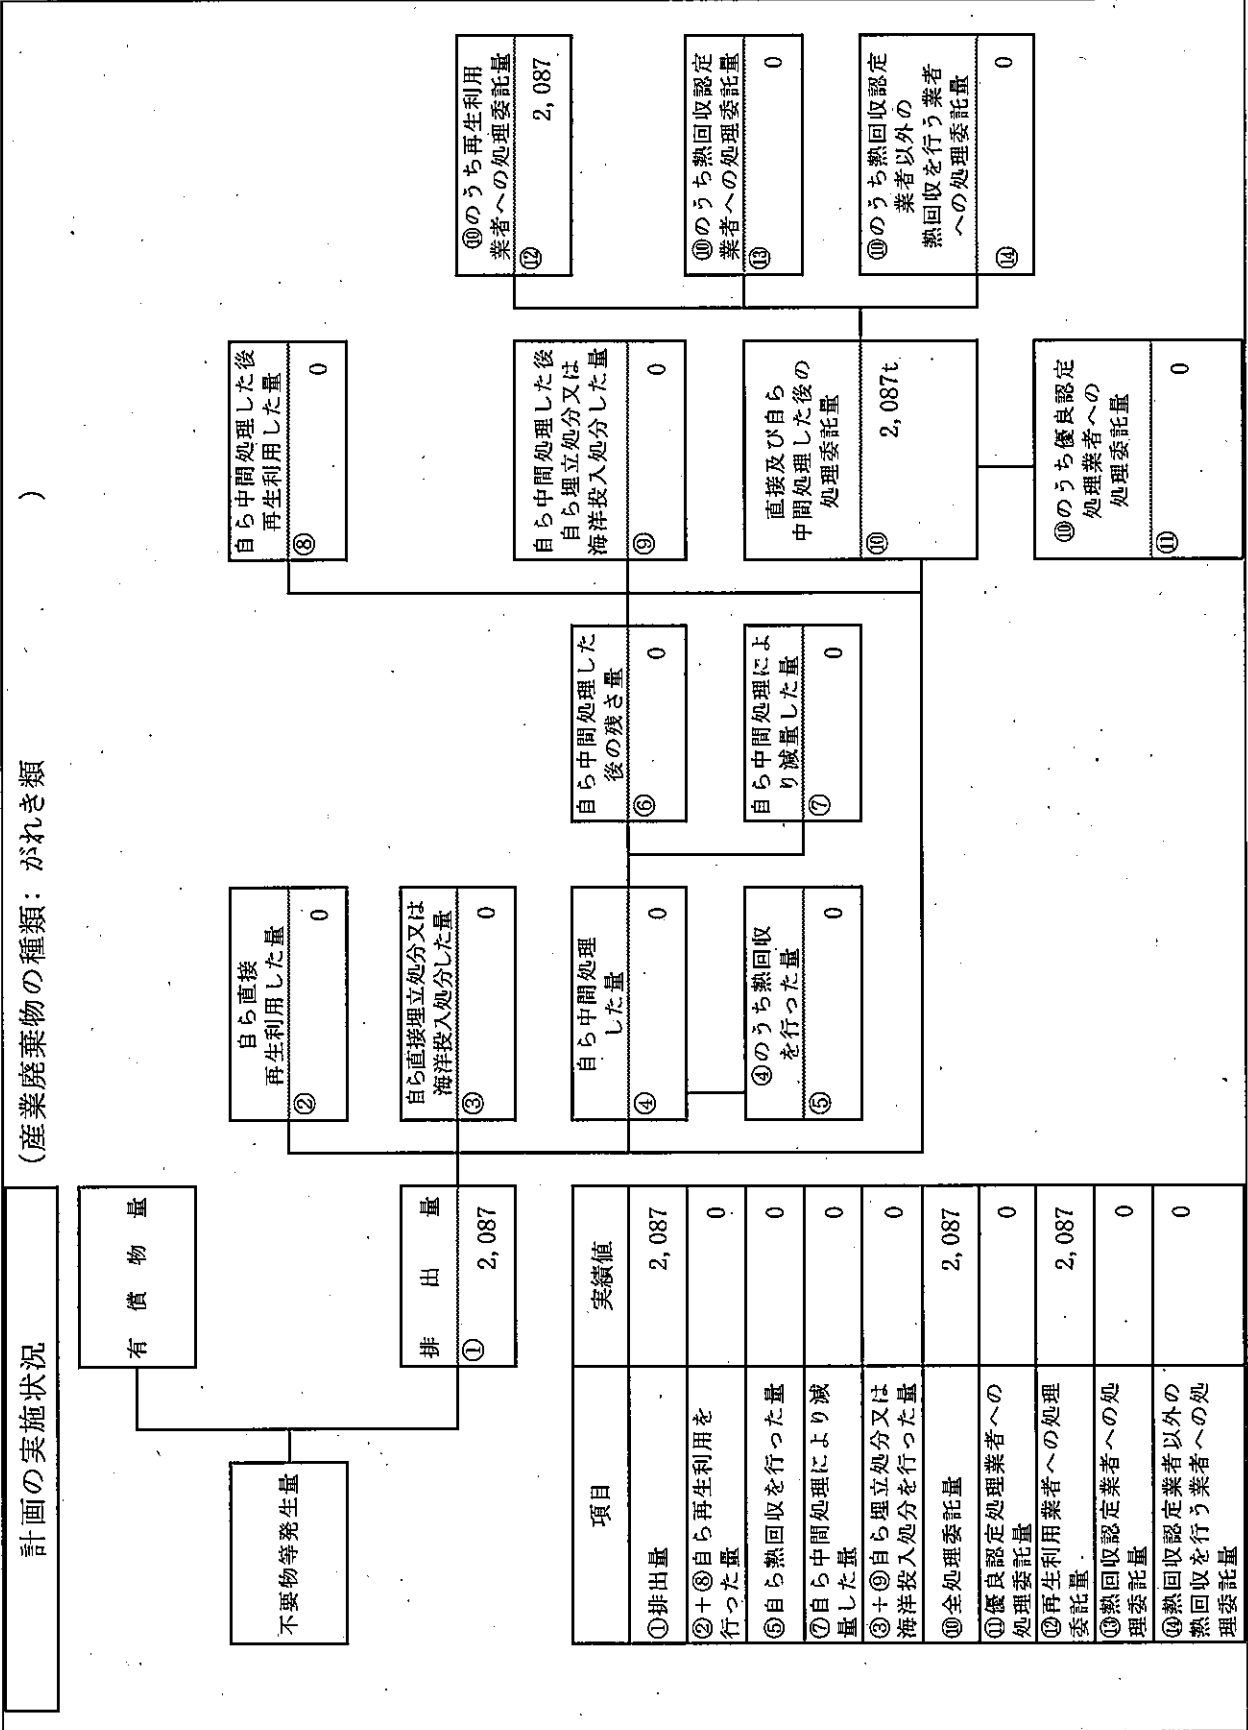 計画の実施状況
(産業廃棄物の種類: がれき類 )
不要物等発生量
有償物量
排出量
① 2,087
自ら直接
再生利用した量
② 0
自ら直接埋立処分又は
海洋投入処分した量
③ 0
自ら中間処理
した量
④ 0
④のうち熱回収
を行った量
⑤ 0
自ら中間処理した
後の残さ量
⑥ 0
自ら中間処理によ
り減量した量
⑦ 0
自ら中間処理した後
再生利用した量
⑧ 0
自ら中間処理した後
自ら埋立処分又は
海洋投入処分した量
⑨ 0
直接及び自ら
中間処理した後の
処理委託量
⑩ 2,087t
⑩のうち優良認定
処理業者への
処理委託量
⑪ 0
⑩のうち再生利用
業者への処理委託量
⑫ 2,087
⑩のうち熱回収認定
業者への処理委託量
⑬ 0
⑩のうち熱回収認定
業者以外の
熱回収を行う業者
への処理委託量
⑭ 0
項目 実績値
①排出量 2,087
②+⑧自ら再生利用を
行った量 0
⑤自ら熱回収を行った量 0
⑦自ら中間処理により減
量した量 0
③+⑨自ら埋立処分又は
海洋投入処分を行った量 0
⑩全処理委託量 2,087
⑪優良認定処理業者への
処理委託量 0
⑫再生利用業者への処理
委託量 2,087
⑬熱回収認定業者への処
理委託量 0
⑭熱回収認定業者以外の
熱回収を行う業者への処
理委託量 0